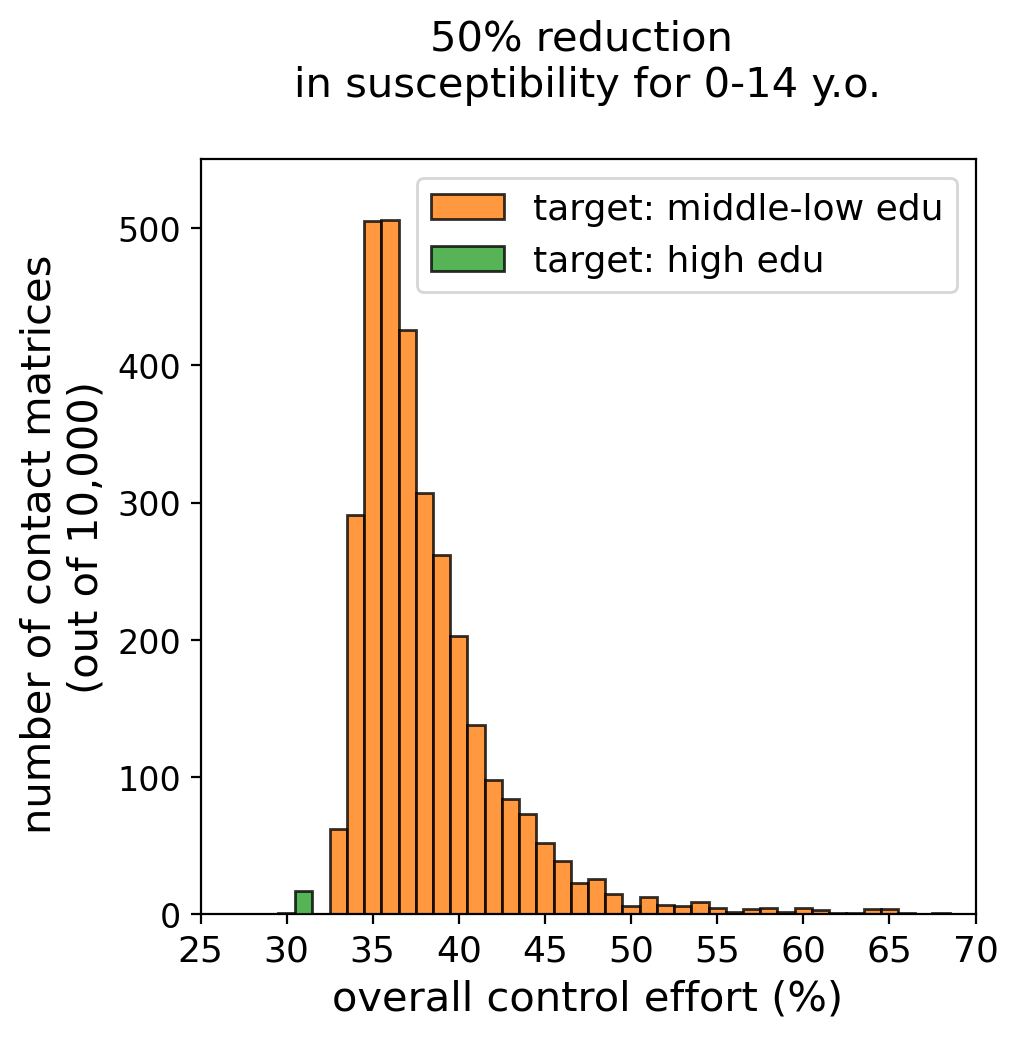 50% reduction
in susceptibility for 0-14 y.o.
target: middle-low edu
target: high edu
number of contact matrices
(out of 10,000)
500
400
300
200
100
0
25 30 35 40 45 50 55 60 65 70
overall control effort (%)